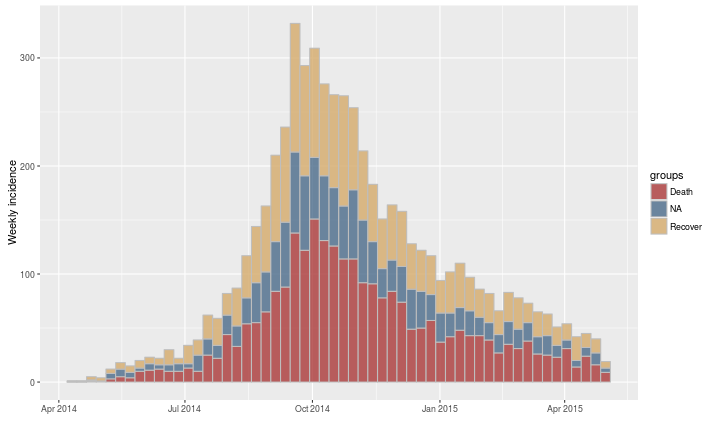 300
200
100
0
Weekly incidence
Apr 2014
Jul 2014
Oct 2014
Jan 2015
Apr 2015
groups
Death
NA
Recover